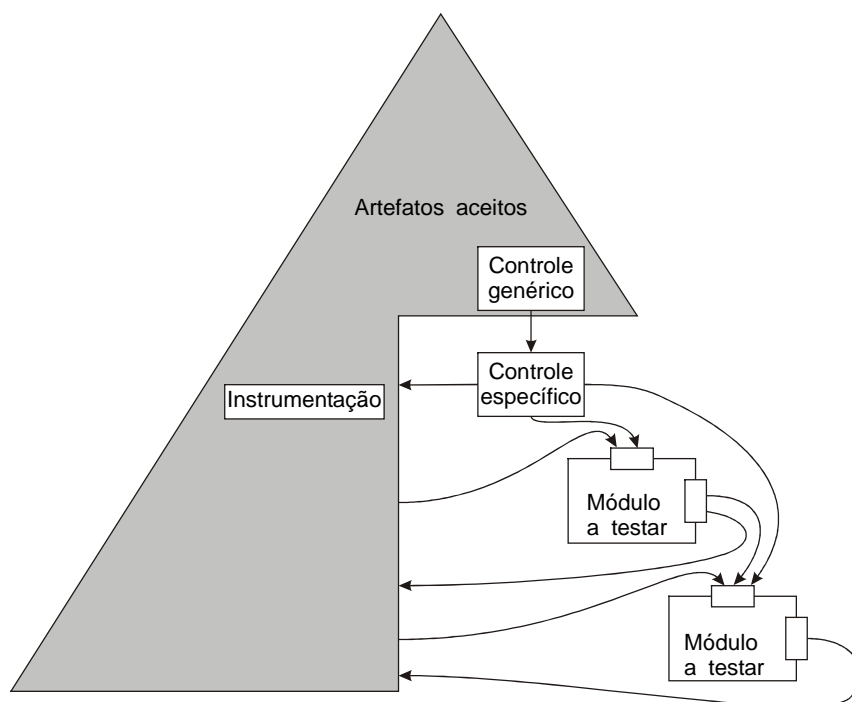 Artefatos aceitos
Controle
genérico
Controle
específico
Instrumentação
Módulo
a testar
Módulo
a testar